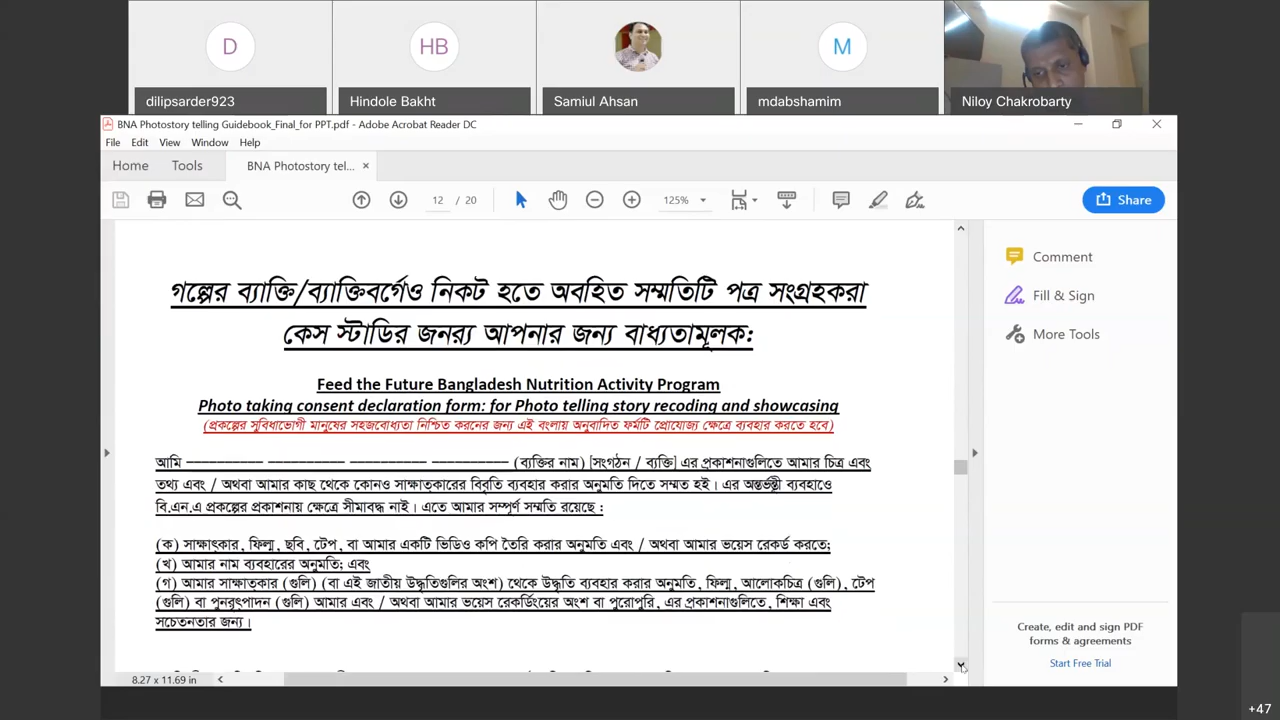 D
HB
M
dilipsarder923
Hindole Bakht
Samiul Ahsan
mdabshamim
Niloy Chakrobarty
BNA Photostory telling Guidebook_Final_for PPT.pdf - Adobe Acrobat Reader DC
File Edit View Window Help
Home Tools BNA Photostory tel... ×
12 / 20 125% Share
গল্পের ব্যাক্তি/ব্যাক্তিবর্গেও নিকট হতে অবহিত সম্মতিটি পত্র সংগ্রহকরা
কেস স্টাডির জনর‍্য আপনার জন্য বাধ্যতামূলক:
Feed the Future Bangladesh Nutrition Activity Program
Photo taking consent declaration form: for Photo telling story recoding and showcasing
(প্রকল্পের সুবিধাভোগী মানুষের সহজবোধ্যতা নিশ্চিত করনের জন্য এই বংলায় অনুবাদিত ফর্মটি প্রোযোজ্য ক্ষেত্রে ব্যবহার করতে হবে)
আমি ––––––––––– ––––––––––– ––––––––––– ––––––––––– (ব্যক্তির নাম) [সংগঠন / ব্যক্তি] এর প্রকাশনাগুলিতে আমার চিত্র এবং
তথ্য এবং / অথবা আমার কাছ থেকে কোনও সাক্ষাত্কারের বিবৃতি ব্যবহার করার অনুমতি দিতে সম্মত হই। এর অন্তর্ভুক্তী ব্যবহাওে
বি.এন.এ প্রকল্পের প্রকাশনায় ক্ষেত্রে সীমাবদ্ধ নাই। এতে আমার সম্পূর্ণ সম্মতি রয়েছে :
(ক) সাক্ষাৎকার, ফিল্ম, ছবি, টেপ, বা আমার একটি ভিডিও কপি তৈরি করার অনুমতি এবং / অথবা আমার ভয়েস রেকর্ড করতে;
(খ) আমার নাম ব্যবহারের অনুমতি; এবং
(গ) আমার সাক্ষাত্কার (গুলি) (বা এই জাতীয় উদ্ধৃতিগুলির অংশ) থেকে উদ্ধৃতি ব্যবহার করার অনুমতি, ফিল্ম, আলোকচিত্র (গুলি), টেপ
(গুলি) বা পুনরুৎপাদন (গুলি) আমার এবং / অথবা আমার ভয়েস রেকর্ডিংয়ের অংশ বা পুরোপুরি, এর প্রকাশনাগুলিতে, শিক্ষা এবং
সচেতনতার জন্য।
Comment
Fill & Sign
More Tools
Create, edit and sign PDF
forms & agreements
Start Free Trial
8.27 x 11.69 in
+47